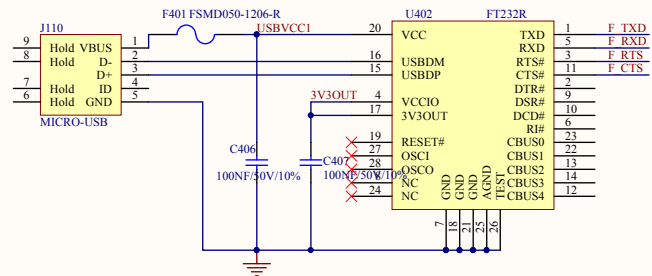 F401 FSMD050-1206-R
USBVCC1
U402
FT232R
J110
9 Hold VBUS 1
8 Hold D- 2
D+ 3
7 Hold ID 4
6 Hold GND 5
MICRO-USB
20 VCC
16 USBDM
15 USBDP
3V3OUT
4 VCCIO
17 3V3OUT
19 RESET#
27 OSCI
28 OSCO
8 NC
24 NC
TXD 1 F_TXD
RXD 5 F_RXD
RTS# 3 F_RTS
CTS# 11 F_CTS
DTR# 2
DSR# 9
DCD# 10
RI# 6
CBUS0 23
CBUS1 22
CBUS2 13
CBUS3 14
CBUS4 12
C406
100NF/50V/10%
C407
100NF/50V/10%
GND GND GND AGND TEST
7 18 21 25 26